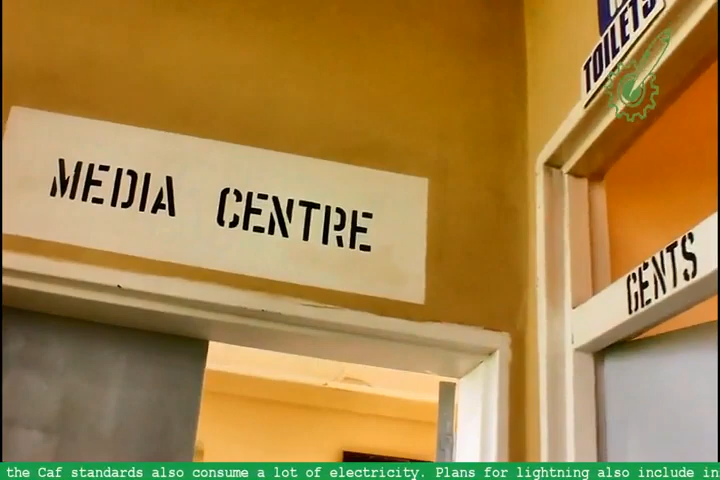 TOILETS
MEDIA CENTRE
GENTS
the Caf standards also consume a lot of electricity. Plans for lightning also include in